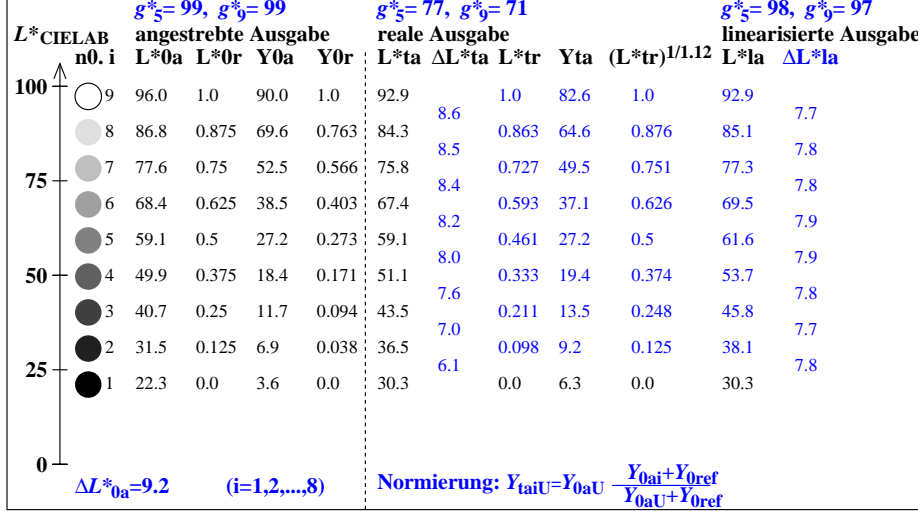 g*5= 99, g*9= 99 g*5= 77, g*9= 71 g*5= 98, g*9= 97
L*CIELAB angestrebte Ausgabe reale Ausgabe linearisierte Ausgabe
n0. i L*0a L*0r Y0a Y0r L*ta ΔL*ta L*tr Yta (L*tr)1/1.12 L*la ΔL*la
100
9 96.0 1.0 90.0 1.0 92.9 1.0 82.6 1.0 92.9
8.6 7.7
8 86.8 0.875 69.6 0.763 84.3 0.863 64.6 0.876 85.1
8.5 7.8
7 77.6 0.75 52.5 0.566 75.8 0.727 49.5 0.751 77.3
75
8.4 7.8
6 68.4 0.625 38.5 0.403 67.4 0.593 37.1 0.626 69.5
8.2 7.9
5 59.1 0.5 27.2 0.273 59.1 0.461 27.2 0.5 61.6
8.0 7.9
50 4 49.9 0.375 18.4 0.171 51.1 0.333 19.4 0.374 53.7
7.6 7.8
3 40.7 0.25 11.7 0.094 43.5 0.211 13.5 0.248 45.8
7.0 7.7
2 31.5 0.125 6.9 0.038 36.5 0.098 9.2 0.125 38.1
6.1 7.8
25
1 22.3 0.0 3.6 0.0 30.3 0.0 6.3 0.0 30.3
0
ΔL*0a=9.2 (i=1,2,...,8) Normierung: YtaiU=Y0aU Y0ai+Y0ref
Y0aU+Y0ref